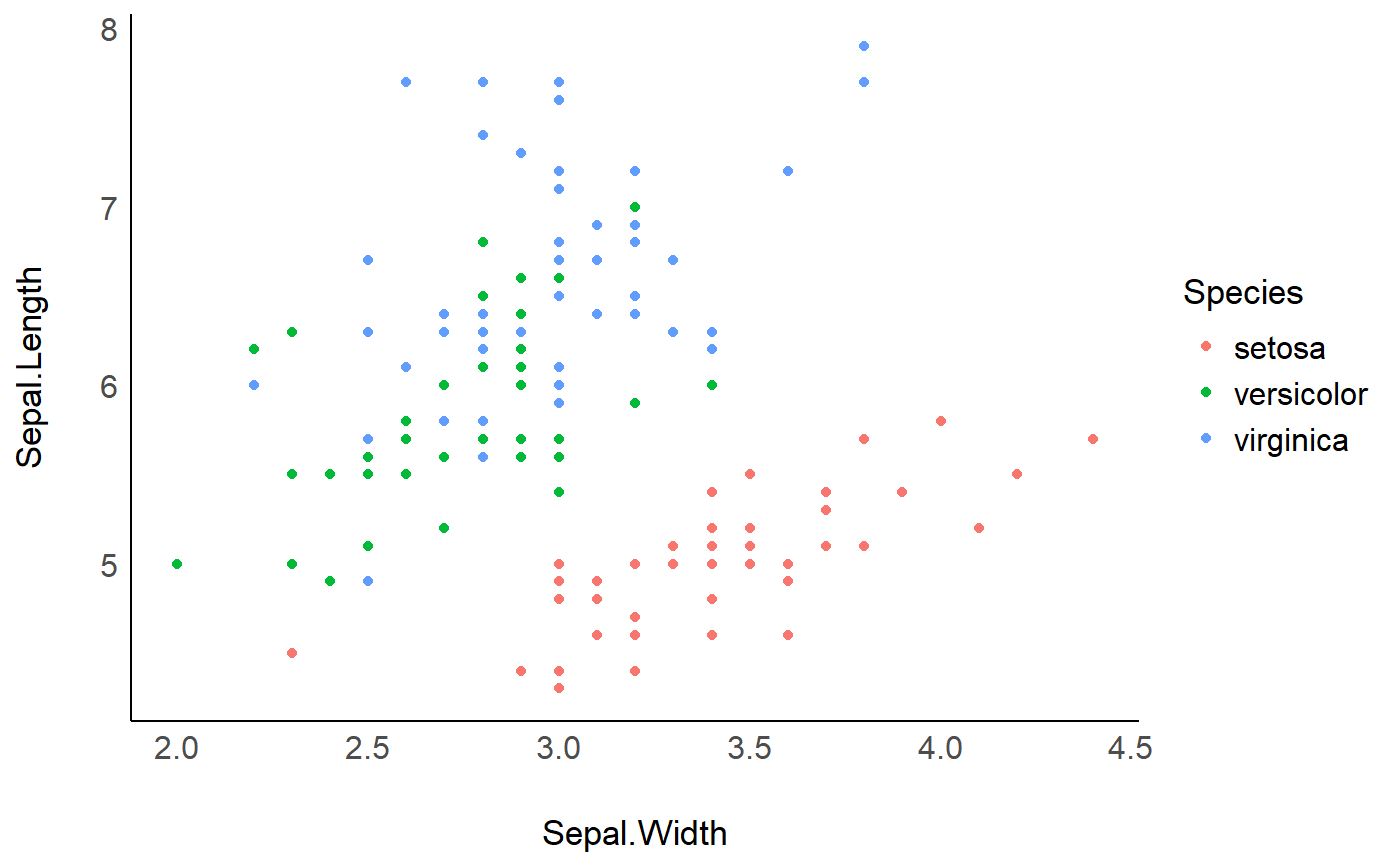 8
7
6
5
Sepal.Length
2.0 2.5 3.0 3.5 4.0 4.5
Sepal.Width
Species
setosa
versicolor
virginica